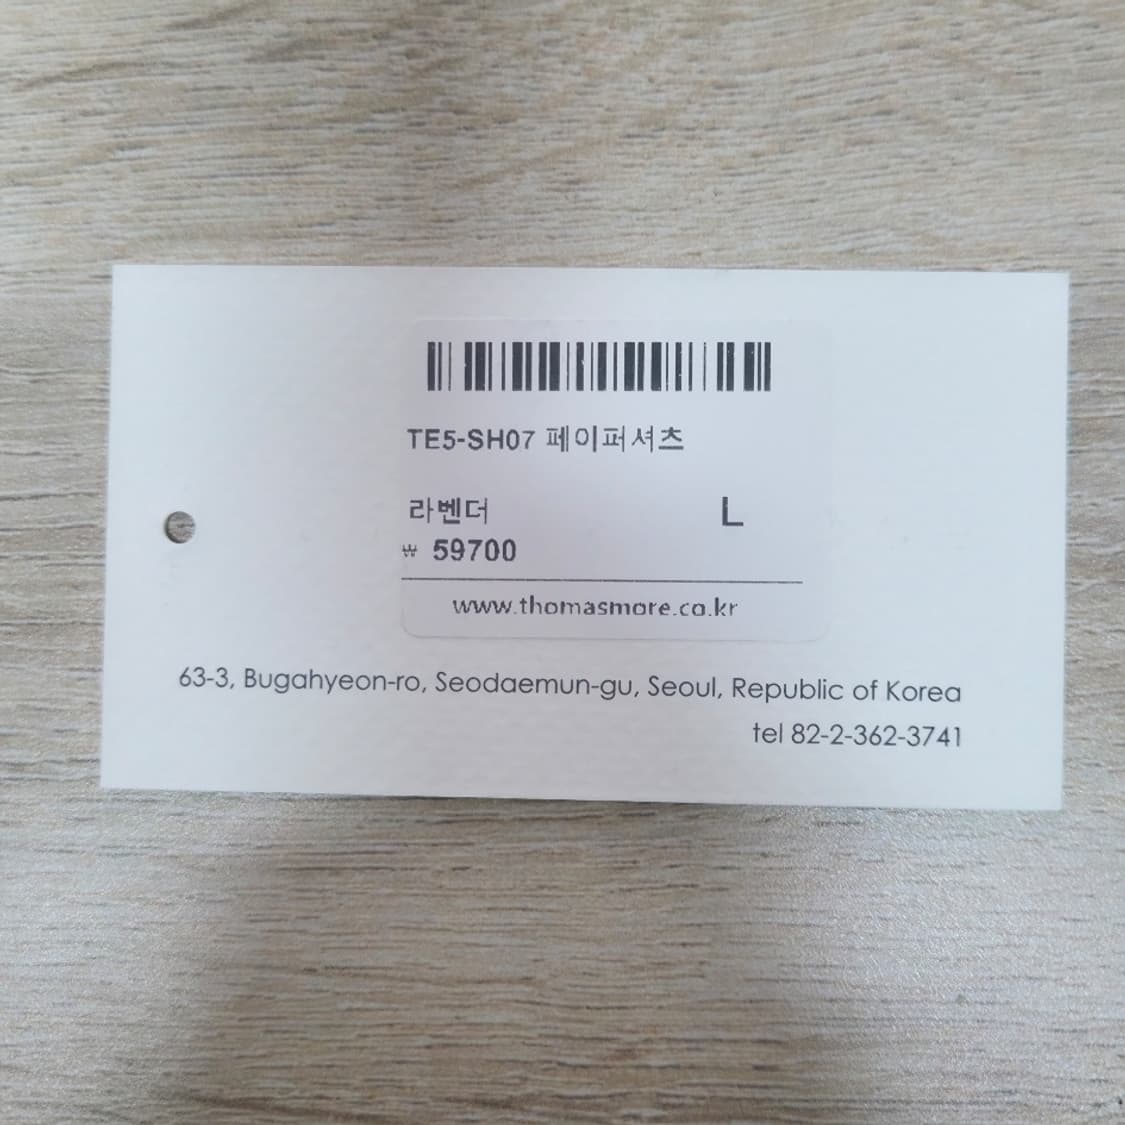 TE5-SH07 페이퍼셔츠
라벤더 L
₩ 59700
www.thomasmore.co.kr
63-3, Bugahyeon-ro, Seodaemun-gu, Seoul, Republic of Korea
tel 82-2-362-3741